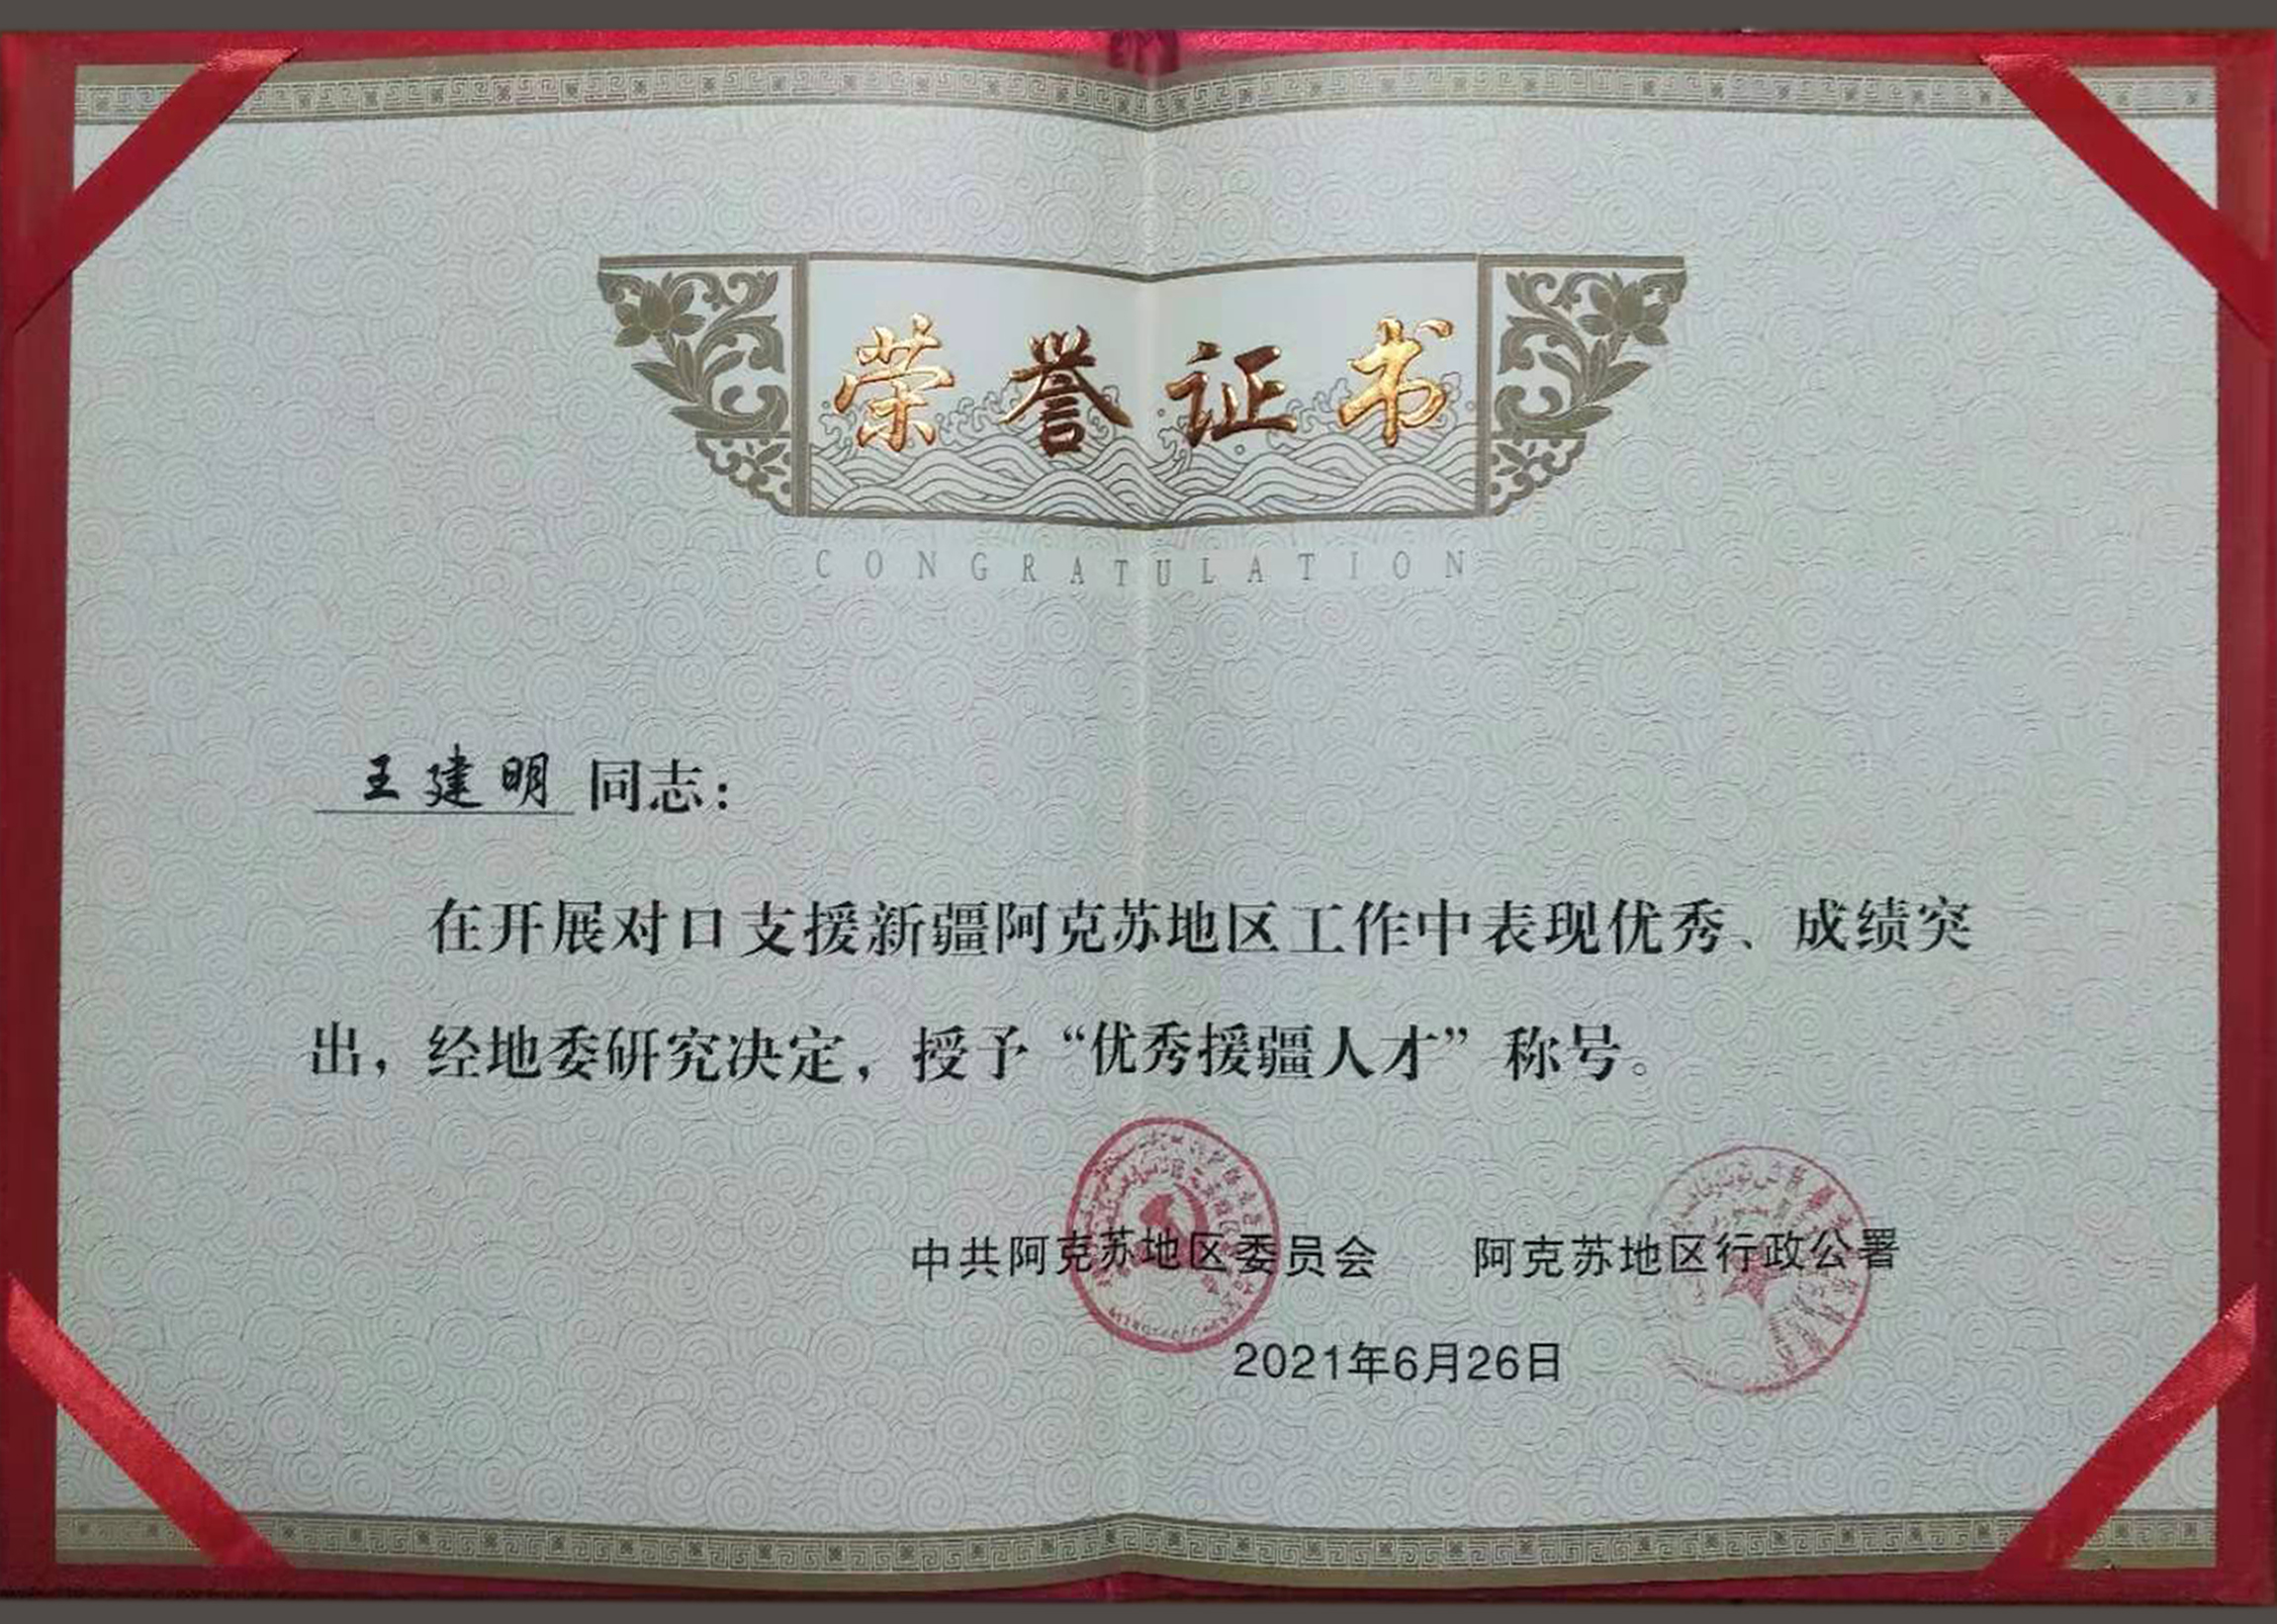 荣誉证书
CONGRATULATION
王建明同志：
在开展对口支援新疆阿克苏地区工作中表现优秀、成绩突
出，经地委研究决定，授予“优秀援疆人才”称号。
中共阿克苏地区委员会 阿克苏地区行政公署
2021年6月26日